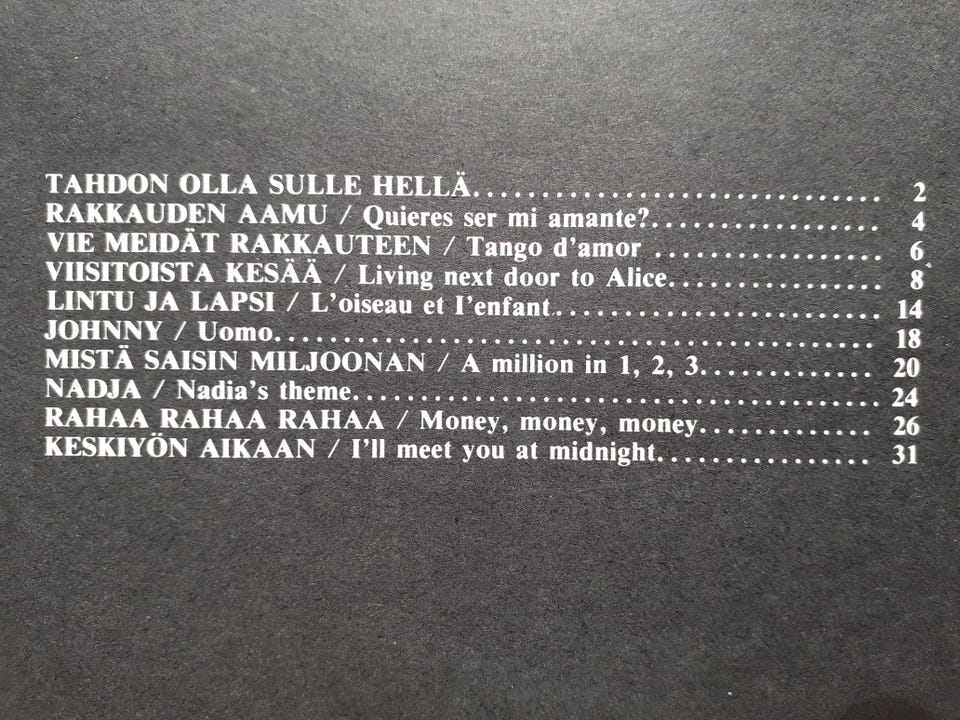 TAHDON OLLA SULLE HELLÄ.............................. 2
RAKKAUDEN AAMU / Quieres ser mi amante?................. 4
VIE MEIDÄT RAKKAUTEEN / Tango d'amor ................. 6
VIISITOISTA KESÄÄ / Living next door to Alice................ 8
LINTU JA LAPSI / L'oiseau et I'enfant........................ 14
JOHNNY / Uomo............................................ 18
MISTÄ SAISIN MILJOONAN / A million in 1, 2, 3............. 20
NADJA / Nadia's theme....................................... 24
RAHAA RAHAA RAHAA / Money, money, money............. 26
KESKIYÖN AIKAAN / I'll meet you at midnight................ 31